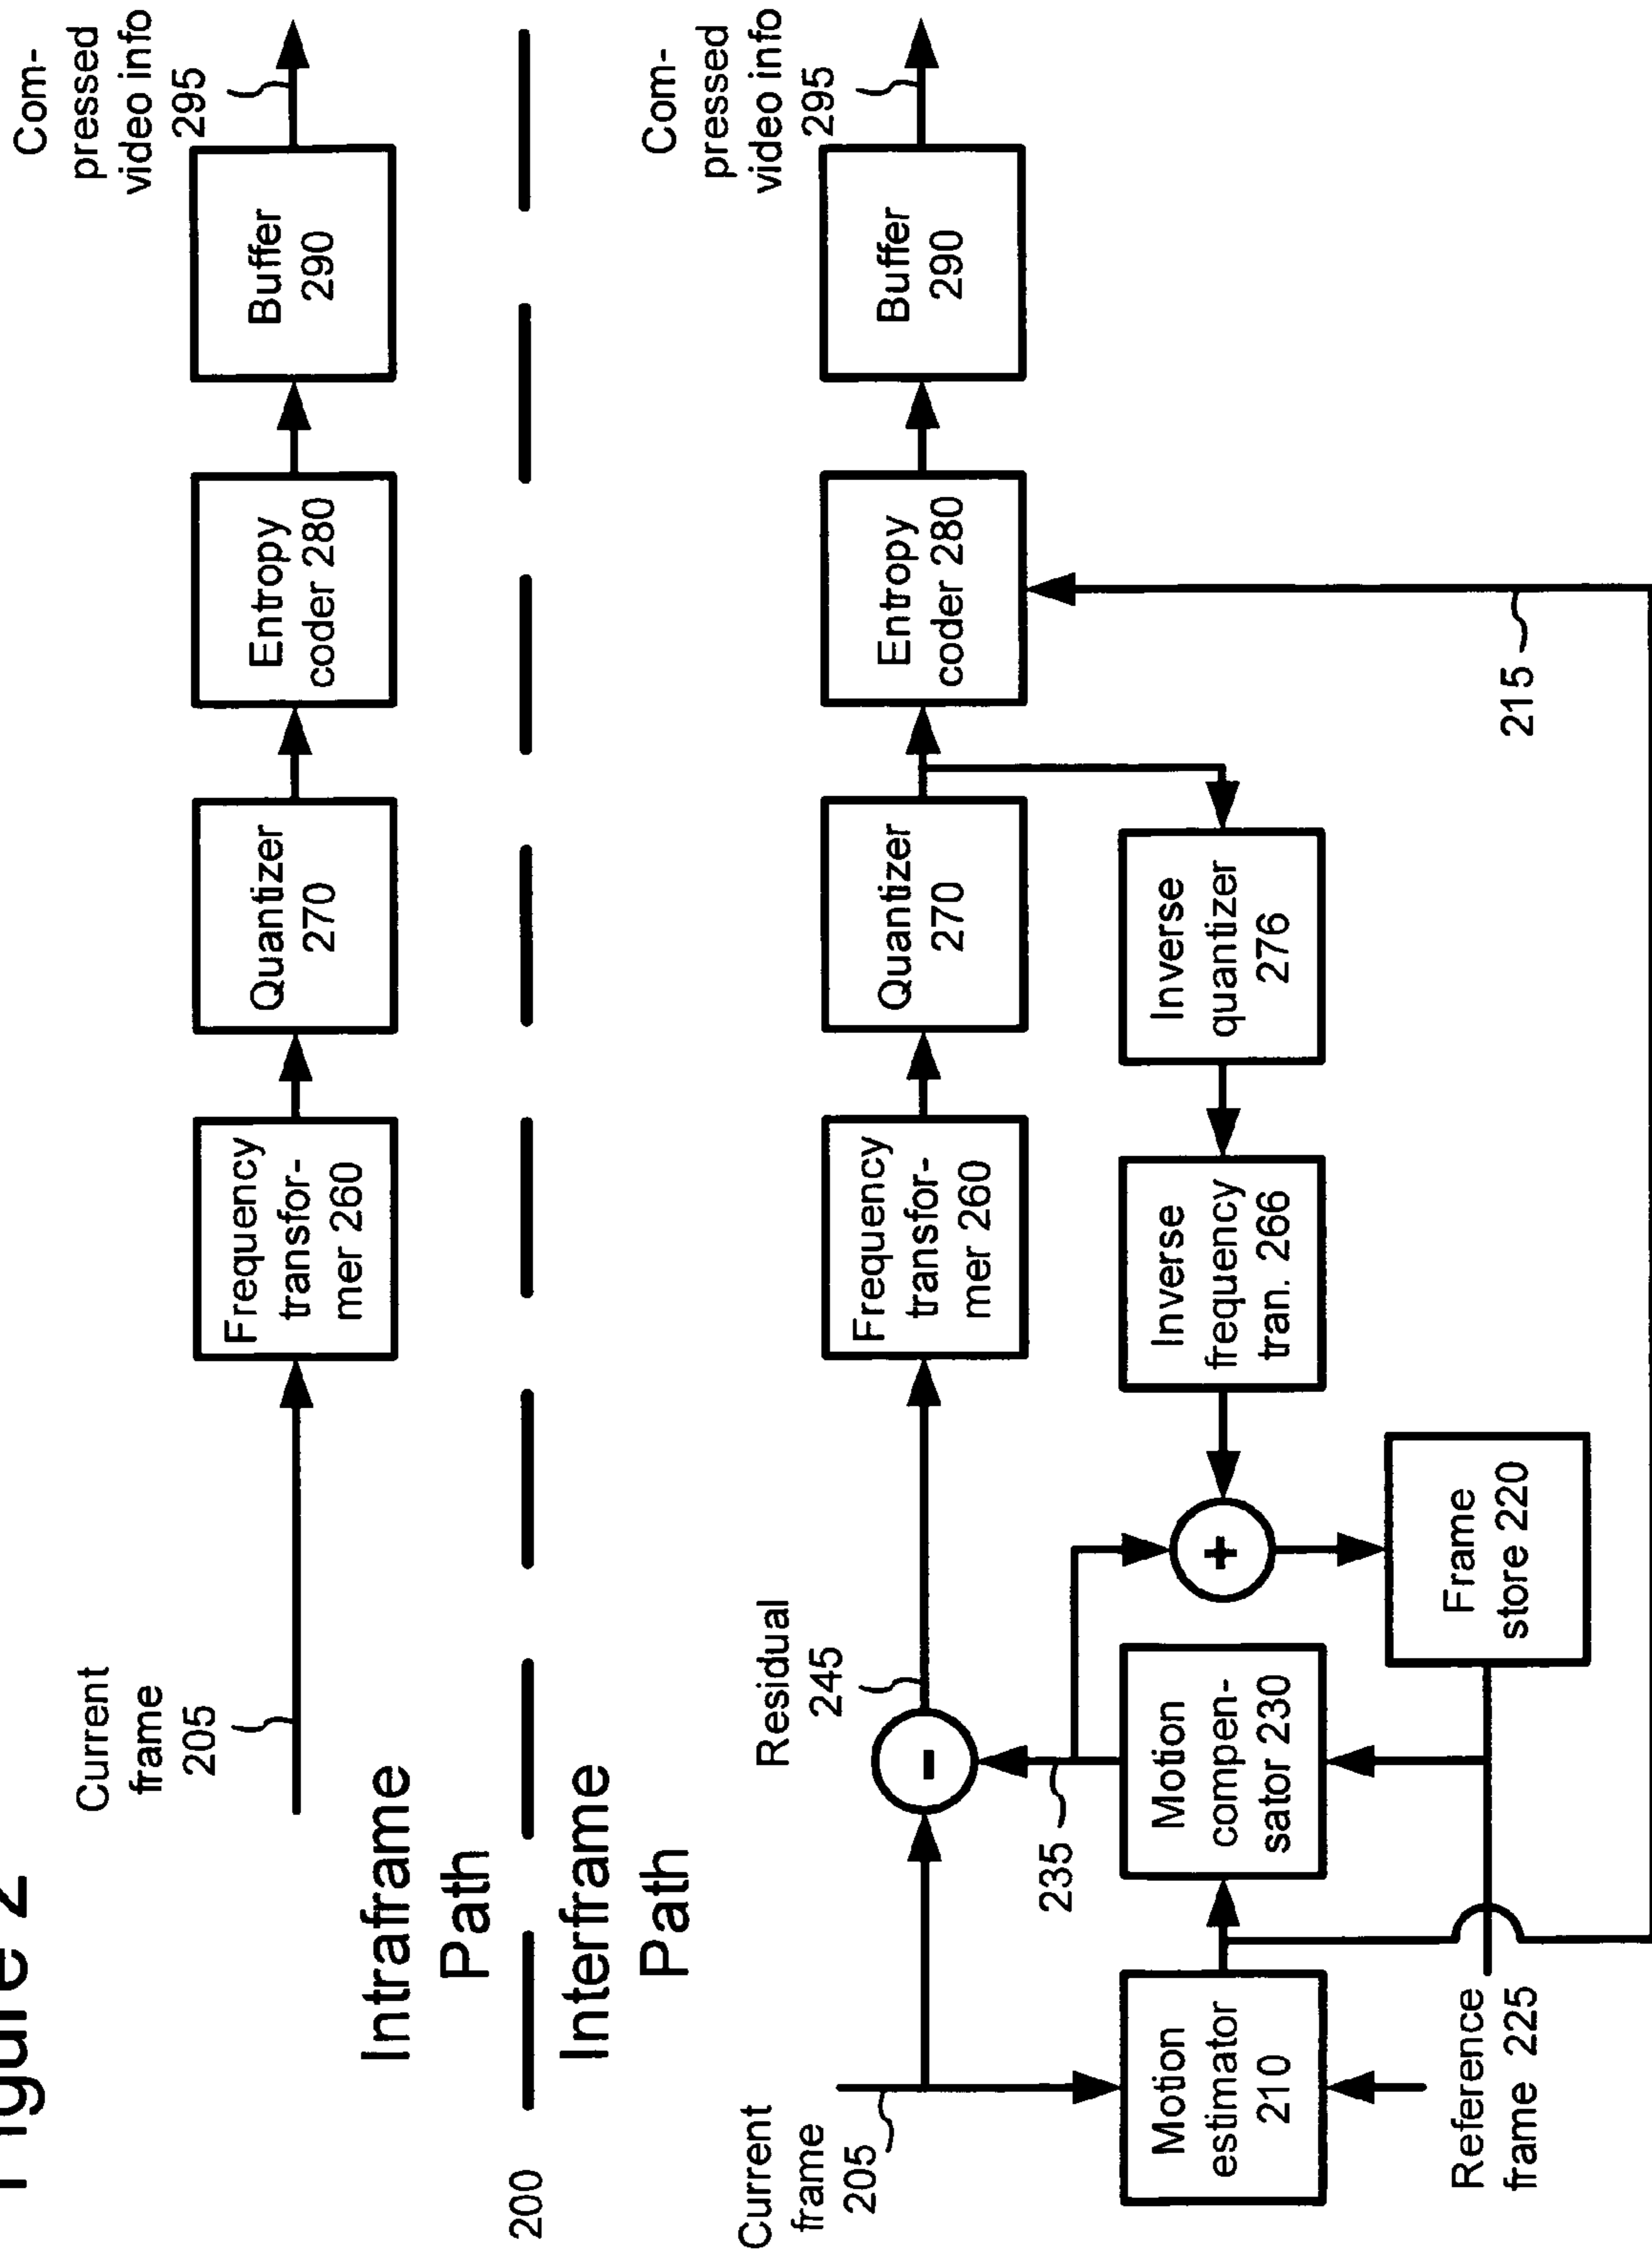 Figure 2
Current
frame
205
Frequency
transfor-
mer 260
Quantizer
270
Entropy
coder 280
Buffer
290
Com-
pressed
video info
295
Intraframe
Path
200
Interframe
Path
Current
frame
205
Residual
245
Frequency
transfor-
mer 260
Quantizer
270
Entropy
coder 280
Buffer
290
Com-
pressed
video info
295
-
235
Motion
estimator
210
Motion
compen-
sator 230
+
Inverse
frequency
tran. 266
Inverse
quantizer
276
Reference
frame 225
Frame
store 220
215